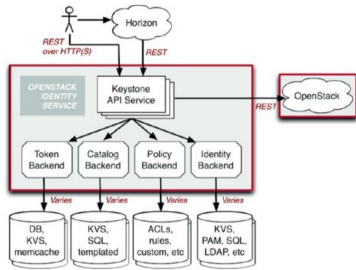 Horizon
REST
over HTTP(S)
REST
OPENSTACK
IDENTITY
SERVICE
Keystone
API Service
REST
OpenStack
Token
Backend
Catalog
Backend
Policy
Backend
Identity
Backend
Varies
Varies
Varies
Varies
DB,
KVS,
memcache
KVS,
SQL,
templated
ACLs,
rules,
custom, etc
KVS,
PAM, SQL,
LDAP, etc